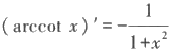 ( arccot x )′ = − 1/(1+x²)